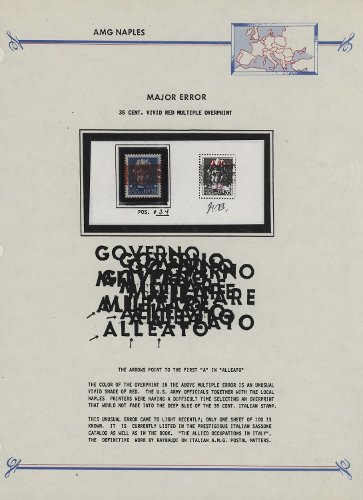 AMG NAPLES
MAJOR ERROR
35 CENT. VIVID RED MULTIPLE OVERPRINT
POS. #34
GOVERNO
GOVERNO
GOVERNO
MILITARE
ALLEATO
ALLEATO
THE ARROWS POINT TO THE FIRST "A" IN "ALLEATO"
THE COLOR OF THE OVERPRINT IN THE ABOVE MULTIPLE ERROR IS AN UNUSUAL
VIVID SHADE OF RED. THE U.S. ARMY OFFICIALS TOGETHER WITH THE LOCAL
NAPLES PRINTERS WERE HAVING A DIFFICULT TIME SELECTING AN OVERPRINT
THAT WOULD NOT FADE INTO THE DEEP BLUE OF THE 35 CENT. ITALIAN STAMP.
THIS UNUSUAL ERROR CAME TO LIGHT RECENTLY; ONLY ONE SHEET OF 100 IS
KNOWN. IT IS CURRENTLY LISTED IN THE PRESTIGIOUS ITALIAN SASSONE
CATALOG AS WELL AS IN THE BOOK, "THE ALLIED OCCUPATIONS IN ITALY",
THE DEFINITIVE WORK BY RAYBAUDI ON ITALIAN A.M.G. POSTAL MATTERS.